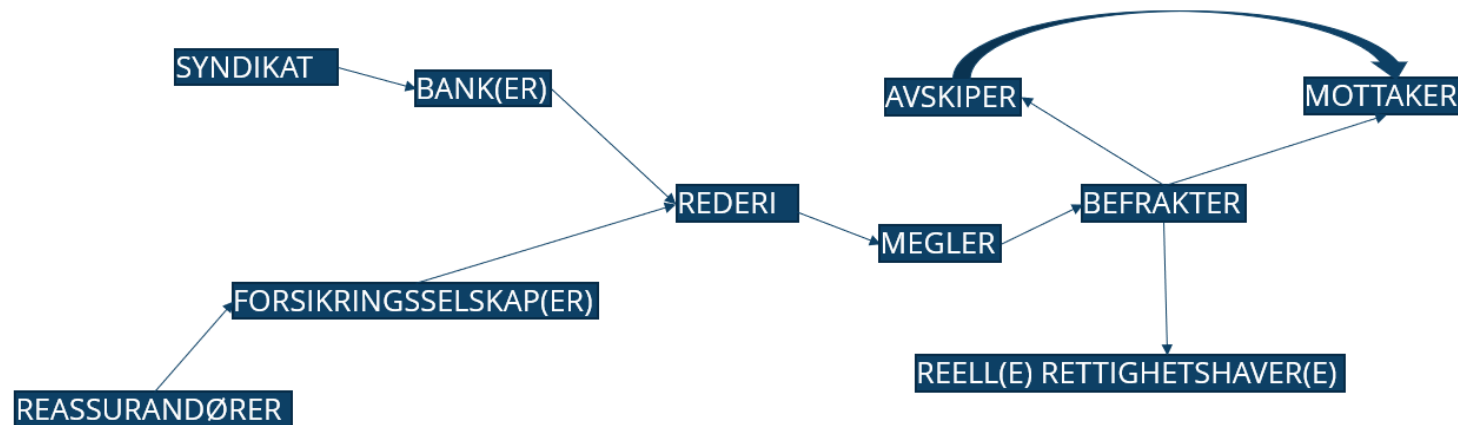 SYNDIKAT
BANK(ER)
AVSKIPER
MOTTAKER
REDERI
BEFRAKTER
MEGLER
FORSIKRINGSSELSKAP(ER)
REELL(E) RETTIGHETSHAVER(E)
REASSURANDØRER